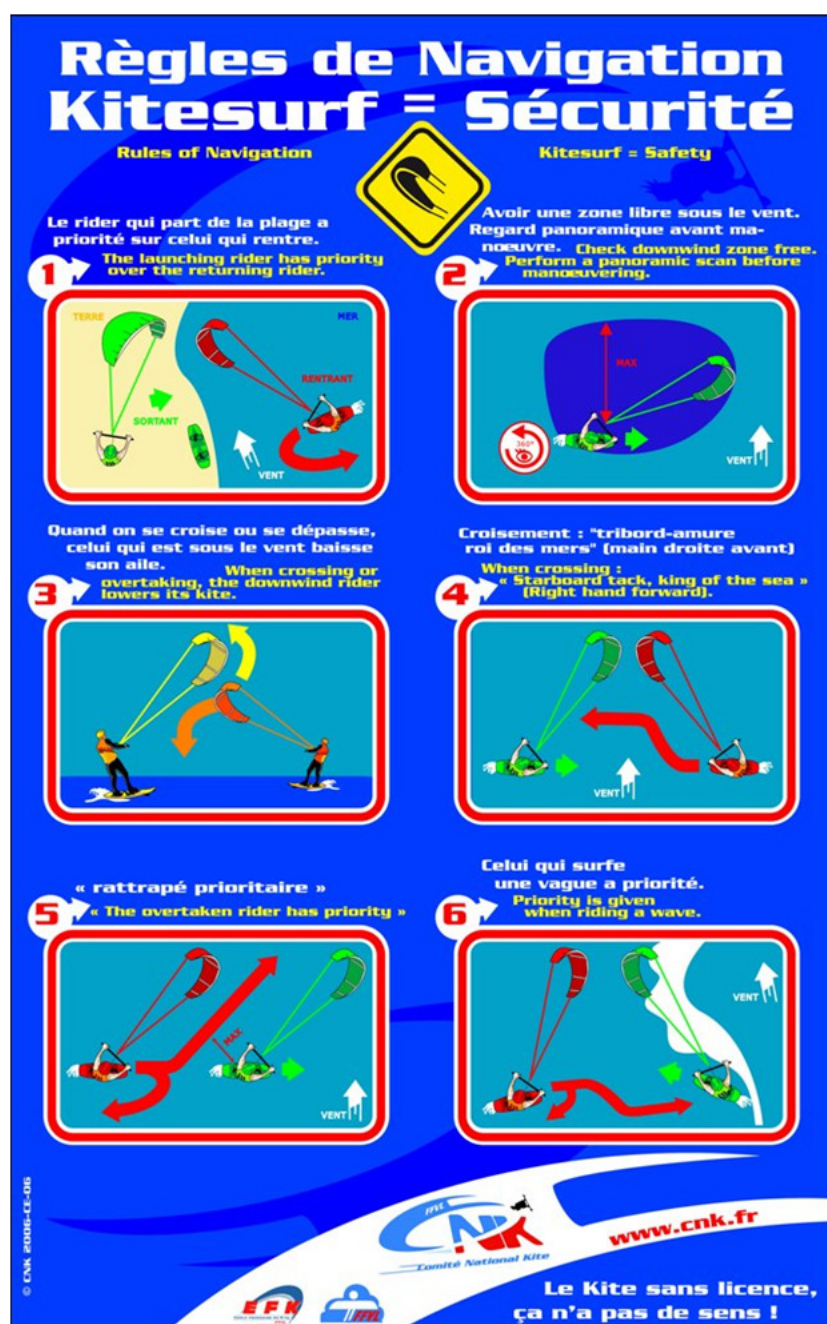 Règles de Navigation
Kitesurf = Sécurité
Rules of Navigation
Kitesurf = Safety
Le rider qui part de la plage a
priorité sur celui qui rentre.
1
The launching rider has priority
over the returning rider.
TERRE
MER
RENTRANT
SORTANT
VENT
Avoir une zone libre sous le vent.
Regard panoramique avant ma-
nœuvre. Check downwind zone free.
2
Perform a panoramic scan before
manoeuvering.
MAX
360°
VENT
Quand on se croise ou se dépasse,
celui qui est sous le vent baisse
son aile. When crossing or
3
overtaking, the downwind rider
lowers its kite.
Croisement : "tribord-amure
roi des mers" (main droite avant)
4
When crossing :
« Starboard tack, king of the sea »
(Right hand forward).
VENT
« rattrapé prioritaire »
5
« The overtaken rider has priority »
MAX
VENT
Celui qui surfe
une vague a priorité.
6
Priority is given
when riding a wave.
VENT
© CNK 2006-CE-06
FFVL
CNK
Comité National Kite
www.cnk.fr
EFK
FFVL
Le Kite sans licence,
ça n'a pas de sens !